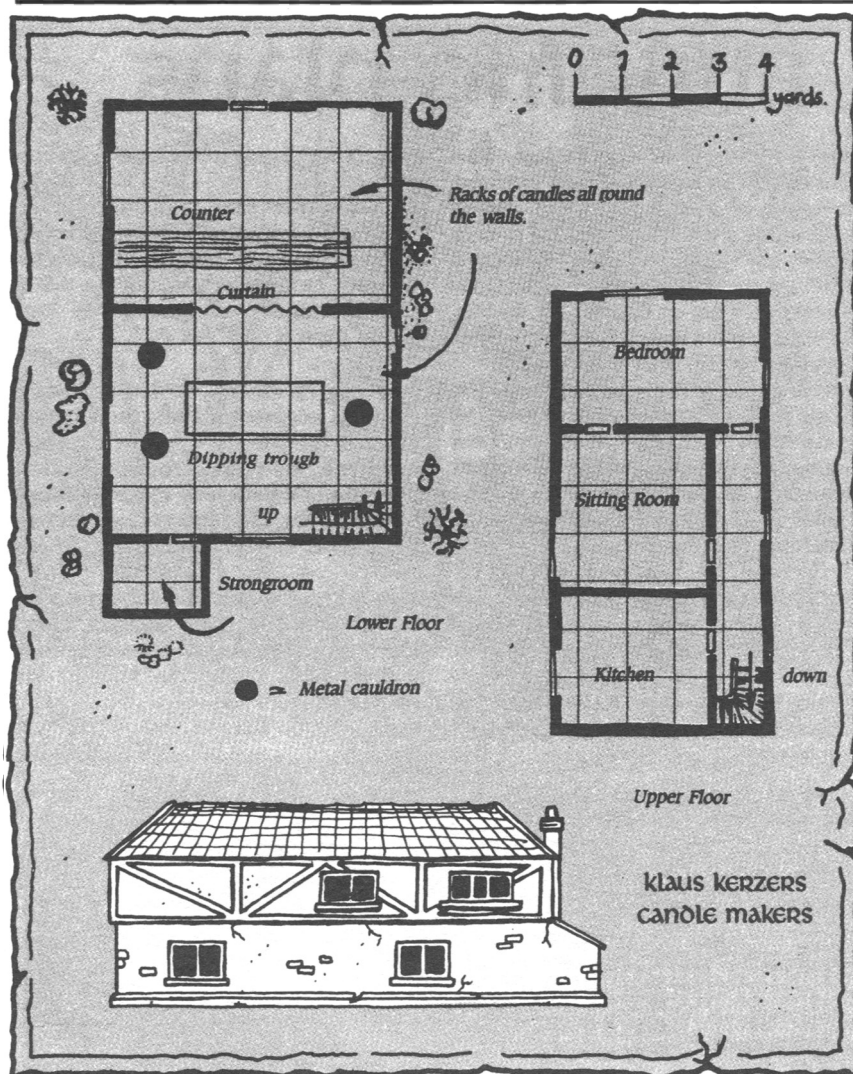 0 1 2 3 4
yards.
Racks of candles all round
the walls.
Counter
Curtain
Bedroom
Dipping trough
Sitting Room
up
Strongroom
Lower Floor
Kitchen
down
= Metal cauldron
Upper Floor
klaus kerzers
candle makers